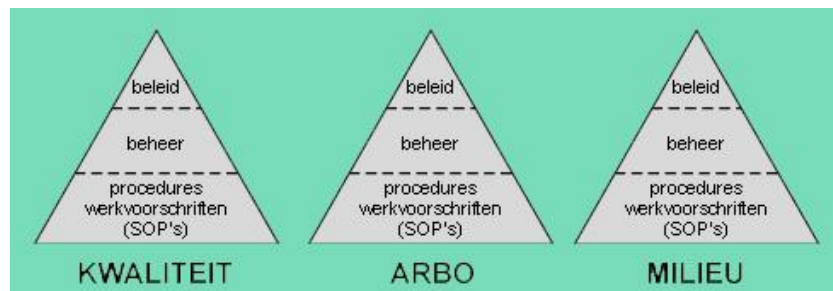 beleid
beheer
procedures
werkvoorschriften
(SOP's)
KWALITEIT
beleid
beheer
procedures
werkvoorschriften
(SOP's)
ARBO
beleid
beheer
procedures
werkvoorschriften
(SOP's)
MILIEU